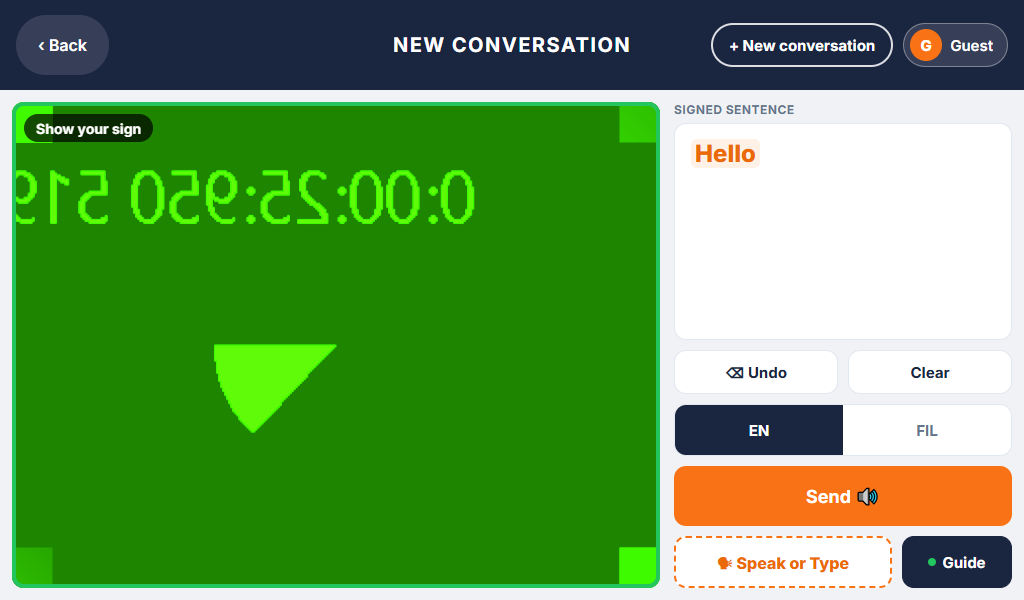 ‹ Back
NEW CONVERSATION
+ New conversation
G Guest
Show your sign
0:00:25:950 519
SIGNED SENTENCE
Hello
⌫ Undo
Clear
EN
FIL
Send 🔊
🗣 Speak or Type
Guide